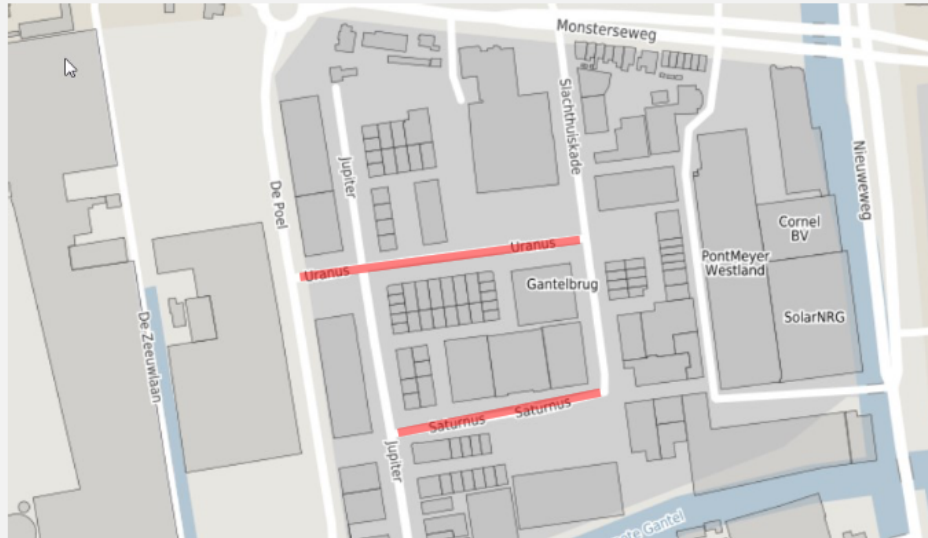 Monsterseweg
Slachthuiskade
Jupiter
Nieuweweg
De Poel
Cornel
BV
Uranus
Uranus
PontMeyer
Westland
Gantelbrug
SolarNRG
De Zeeuwlaan
Saturnus
Saturnus
Jupiter
Gantel